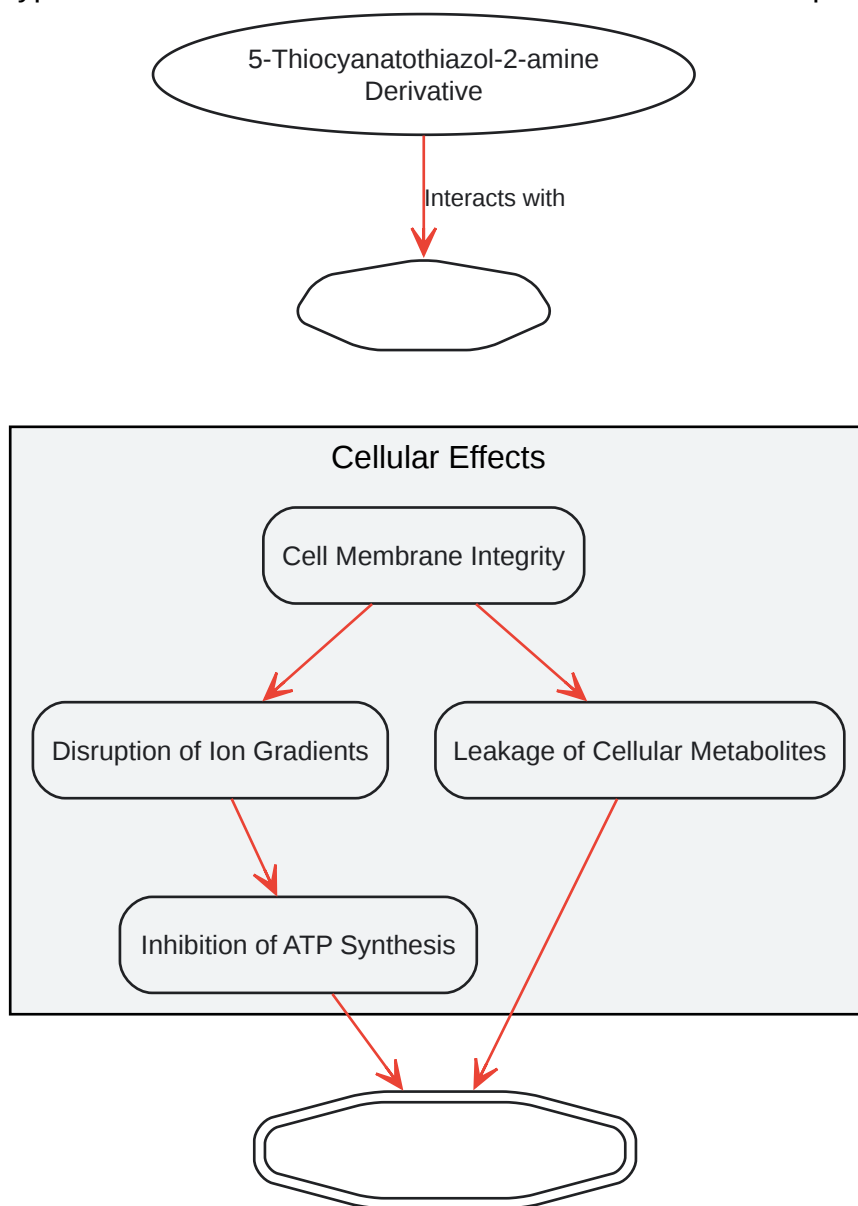 5-Thiocyanatothiazol-2-amine
Derivative
Interacts with
Cellular Effects
Cell Membrane Integrity
Disruption of Ion Gradients
Leakage of Cellular Metabolites
Inhibition of ATP Synthesis